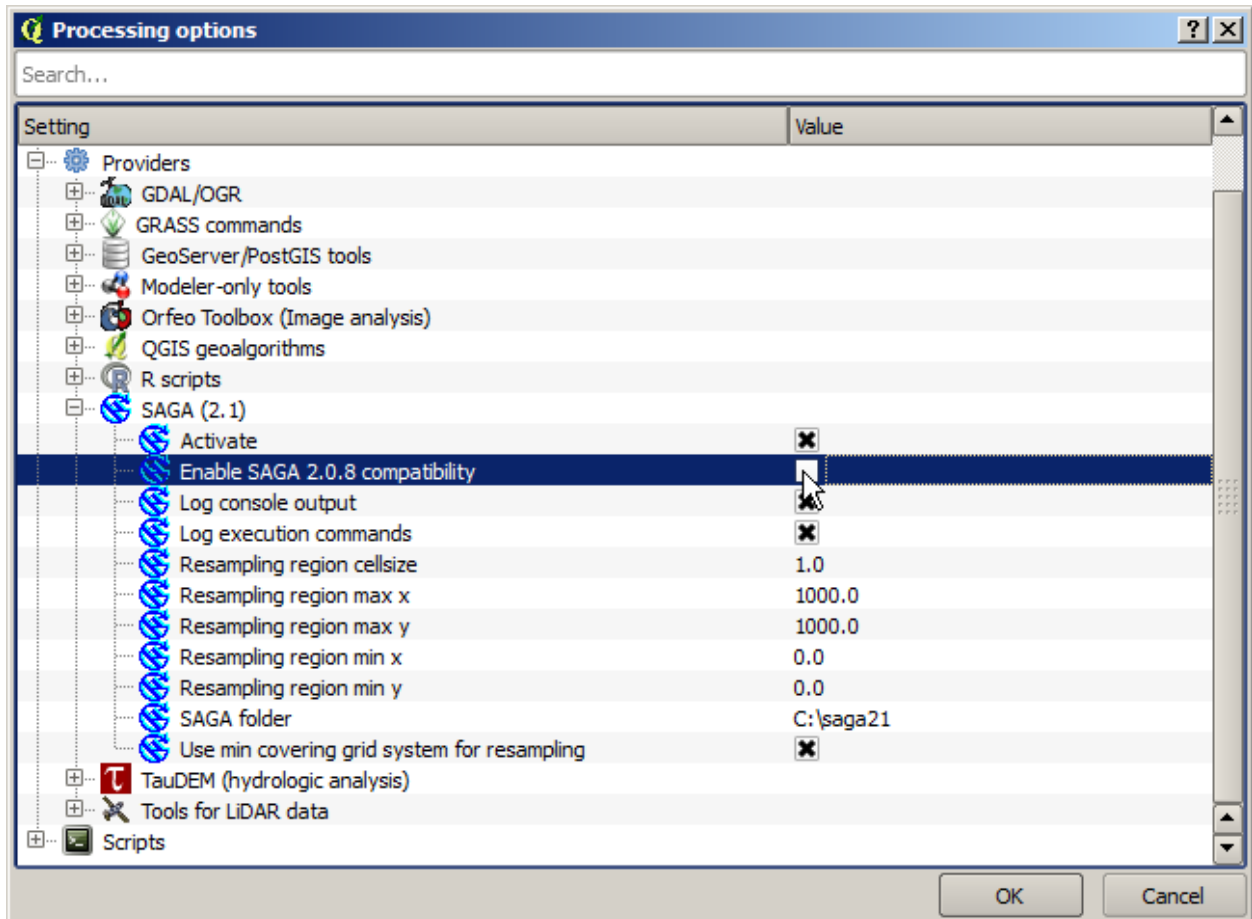 Processing options
Search...
Setting Value
Providers
GDAL/OGR
GRASS commands
GeoServer/PostGIS tools
Modeler-only tools
Orfeo Toolbox (Image analysis)
QGIS geoalgorithms
R scripts
SAGA (2.1)
Activate
Enable SAGA 2.0.8 compatibility
Log console output
Log execution commands
Resampling region cellsize 1.0
Resampling region max x 1000.0
Resampling region max y 1000.0
Resampling region min x 0.0
Resampling region min y 0.0
SAGA folder C:\saga21
Use min covering grid system for resampling
TauDEM (hydrologic analysis)
Tools for LiDAR data
Scripts
OK Cancel